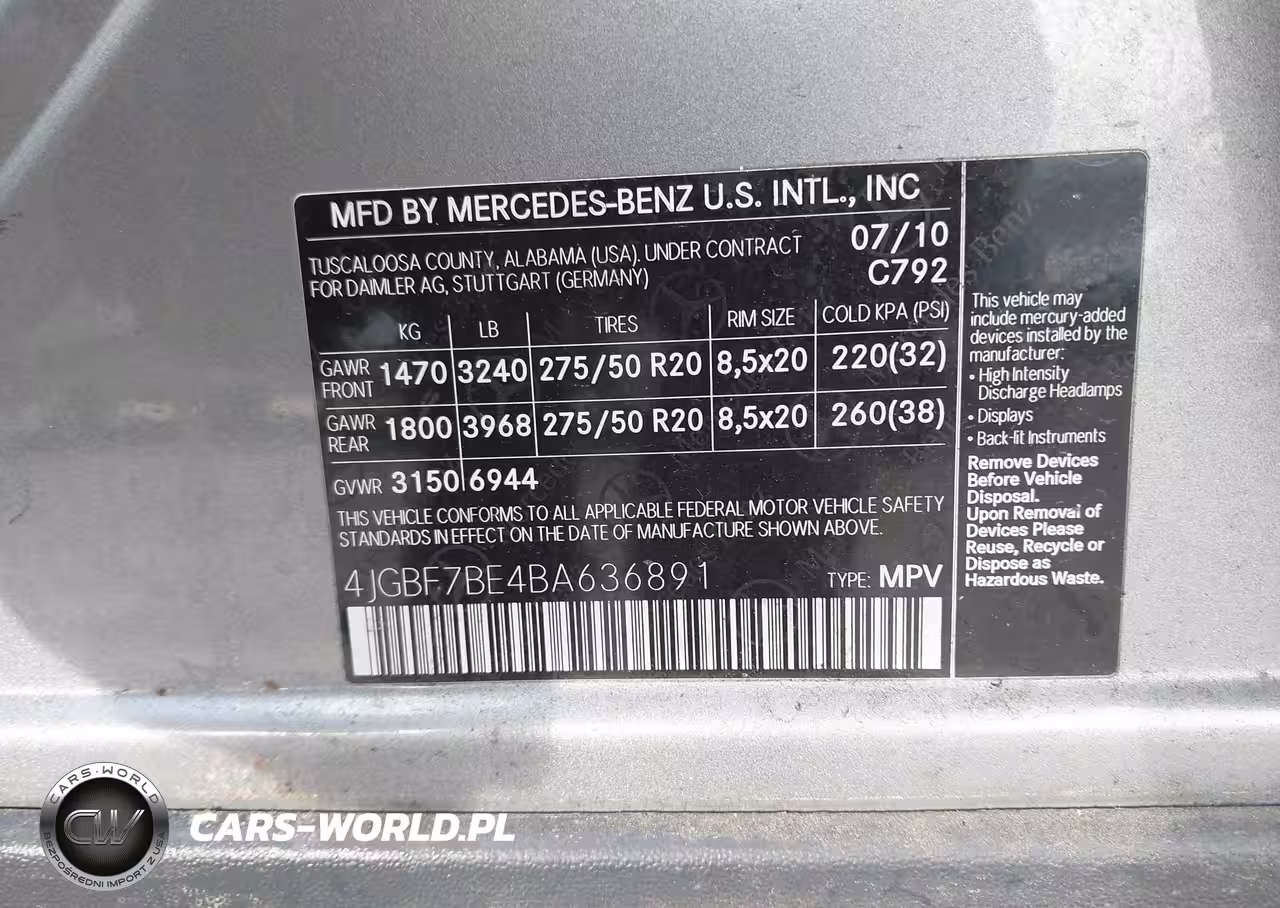 MFD BY MERCEDES-BENZ U.S. INTL., INC
TUSCALOOSA COUNTY, ALABAMA (USA). UNDER CONTRACT
FOR DAIMLER AG, STUTTGART (GERMANY)
07/10
C792
KG LB TIRES RIM SIZE COLD KPA (PSI)
GAWR FRONT 1470 3240 275/50 R20 8,5x20 220(32)
GAWR REAR 1800 3968 275/50 R20 8,5x20 260(38)
GVWR 3150 6944
THIS VEHICLE CONFORMS TO ALL APPLICABLE FEDERAL MOTOR VEHICLE SAFETY
STANDARDS IN EFFECT ON THE DATE OF MANUFACTURE SHOWN ABOVE.
4JGBF7BE4BA636891 TYPE: MPV
This vehicle may
include mercury-added
devices installed by the
manufacturer:
• High Intensity
Discharge Headlamps
• Displays
• Back-lit Instruments
Remove Devices
Before Vehicle
Disposal.
Upon Removal of
Devices Please
Reuse, Recycle or
Dispose as
Hazardous Waste.
CARS-WORLD
CW
BEZPOŚREDNI IMPORT Z USA
CARS-WORLD.PL